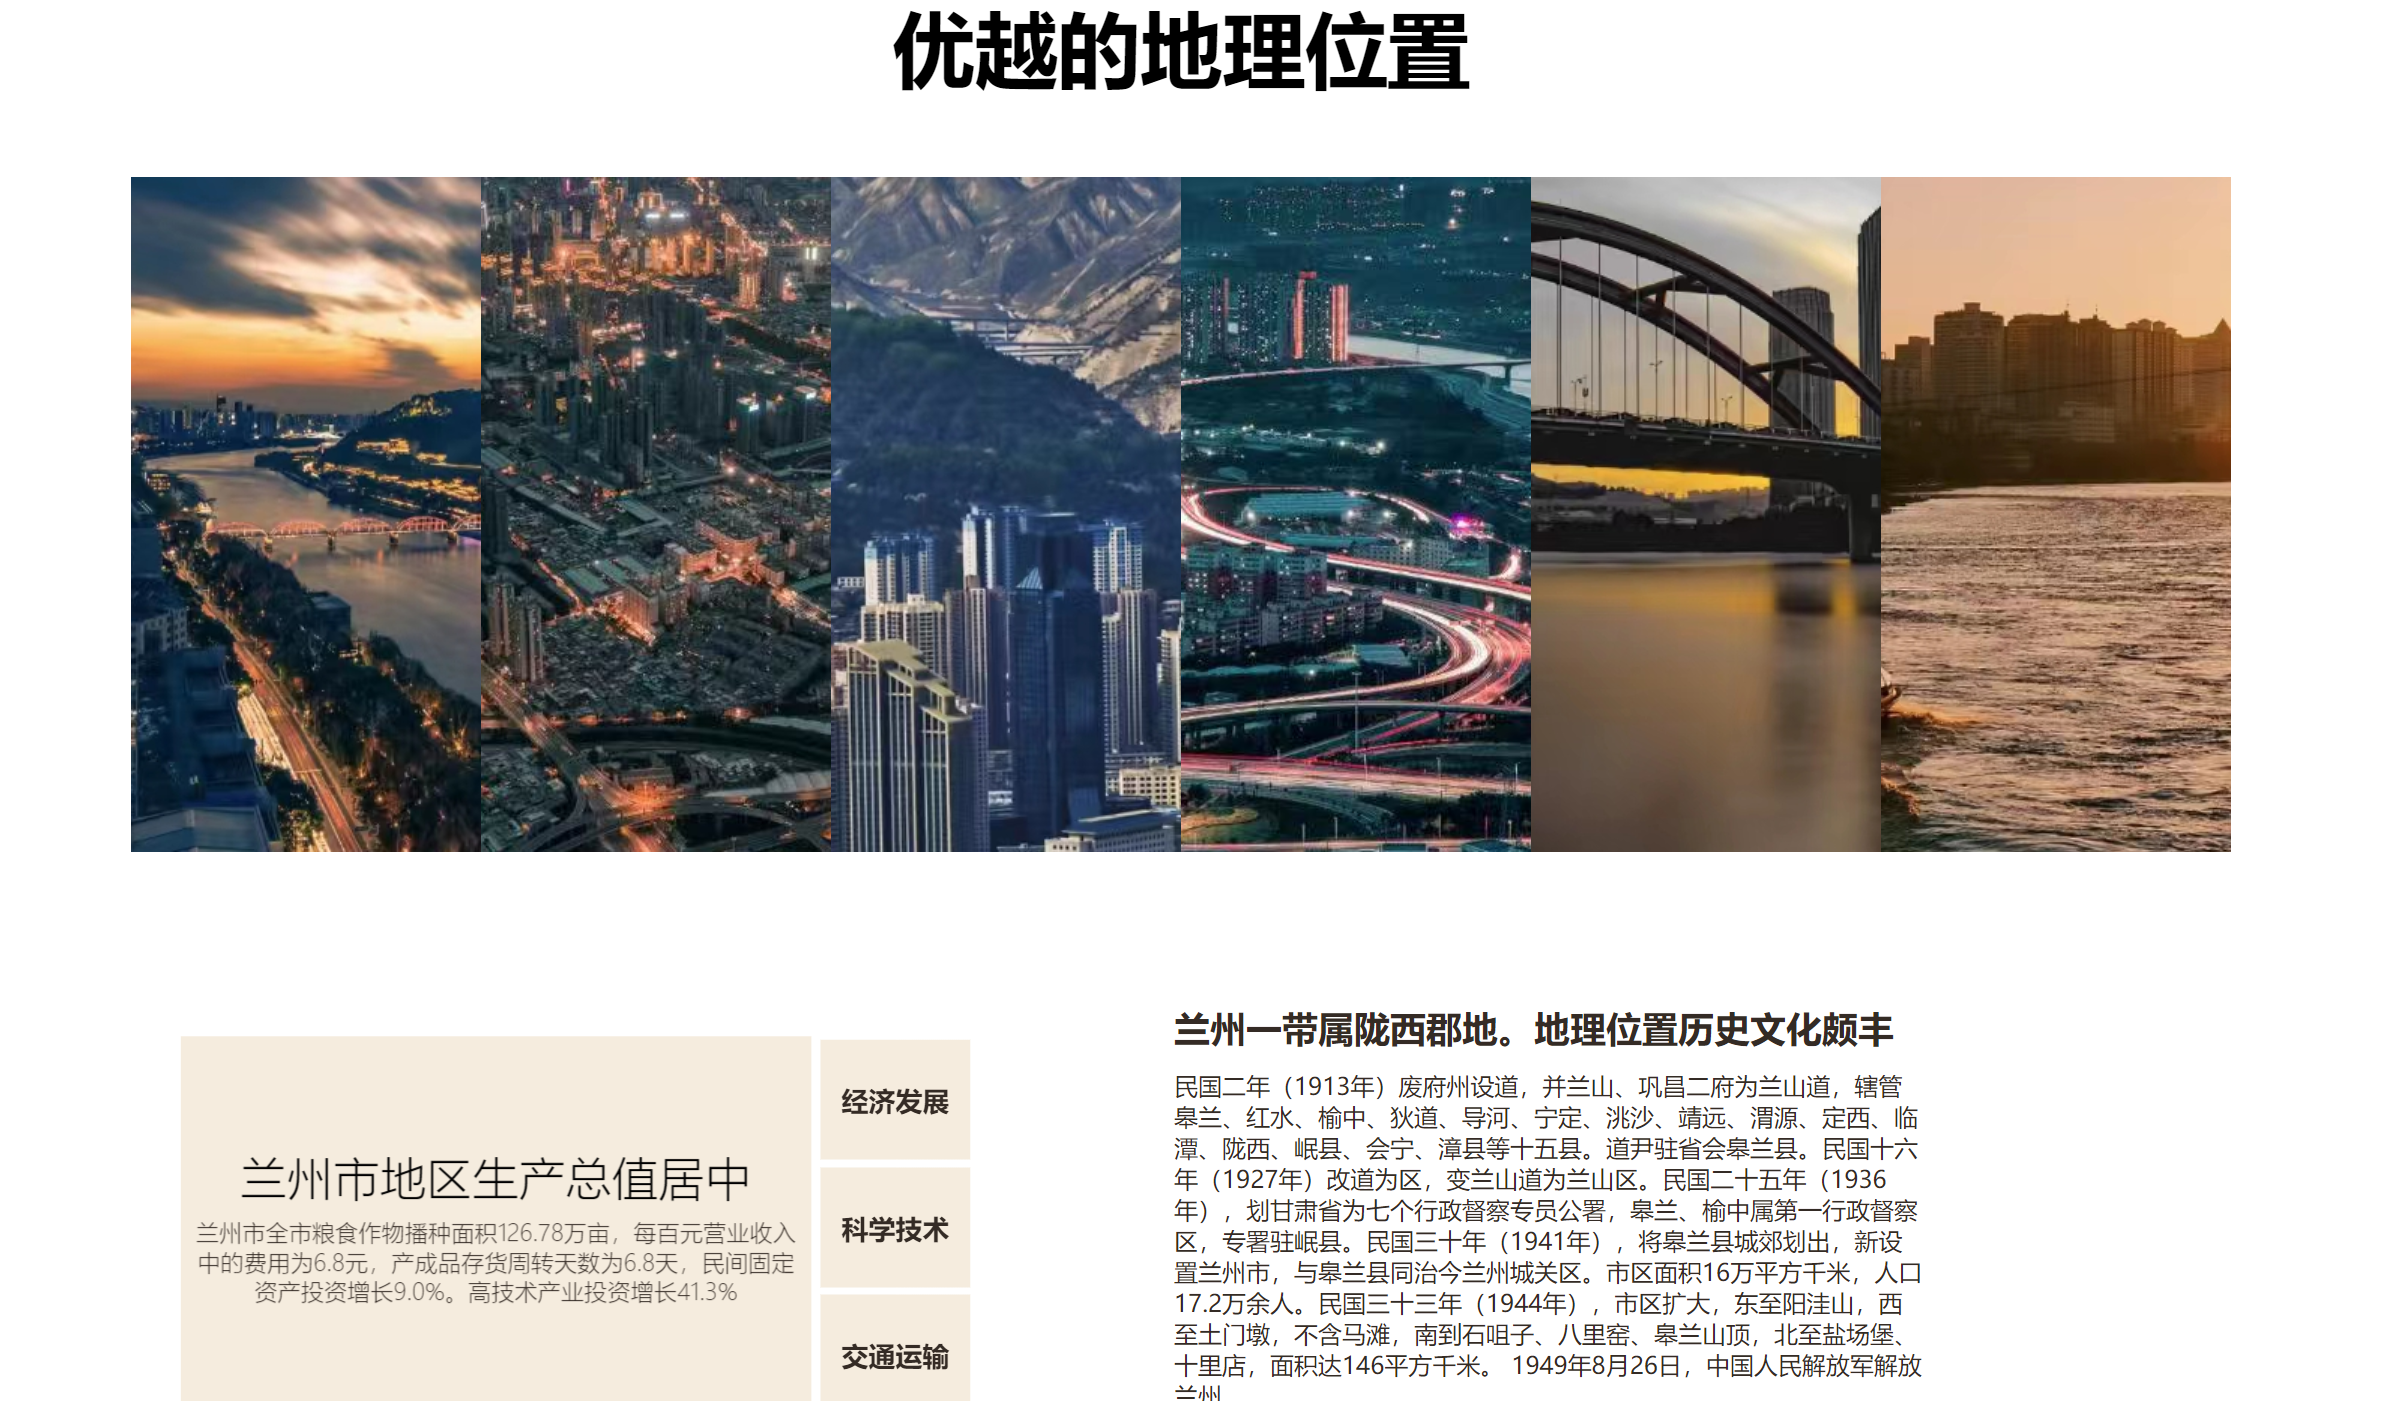 优越的地理位置
兰州市地区生产总值居中
兰州市全市粮食作物播种面积126.78万亩，每百元营业收入
中的费用为6.8元，产成品存货周转天数为6.8天，民间固定
资产投资增长9.0%。高技术产业投资增长41.3%
经济发展
科学技术
交通运输
兰州一带属陇西郡地。地理位置历史文化颇丰
民国二年（1913年）废府州设道，并兰山、巩昌二府为兰山道，辖管
皋兰、红水、榆中、狄道、导河、宁定、洮沙、靖远、渭源、定西、临
潭、陇西、岷县、会宁、漳县等十五县。道尹驻省会皋兰县。民国十六
年（1927年）改道为区，变兰山道为兰山区。民国二十五年（1936
年），划甘肃省为七个行政督察专员公署，皋兰、榆中属第一行政督察
区，专署驻岷县。民国三十年（1941年），将皋兰县城郊划出，新设
置兰州市，与皋兰县同治今兰州城关区。市区面积16万平方千米，人口
17.2万余人。民国三十三年（1944年），市区扩大，东至阳洼山，西
至土门墩，不含马滩，南到石咀子、八里窑、皋兰山顶，北至盐场堡、
十里店，面积达146平方千米。 1949年8月26日，中国人民解放军解放
兰州